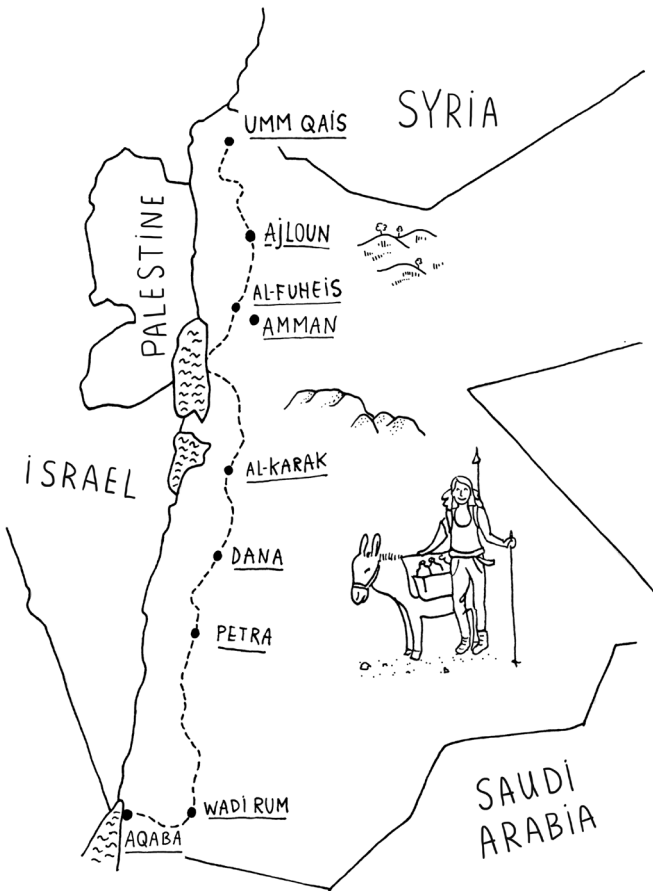 SYRIA
UMM QAIS
PALESTINE
AJLOUN
AL-FUHEIS
AMMAN
ISRAEL
AL-KARAK
DANA
PETRA
WADI RUM
AQABA
SAUDI
ARABIA